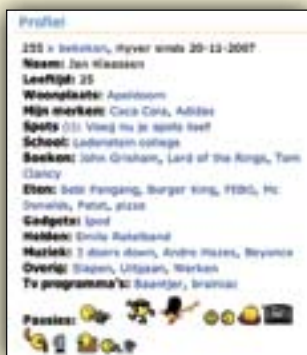 Profiel
255 x bekeken, Hyver sinds 20-11-2007
Naam: Jan Klaassen
Leeftijd: 25
Woonplaats: Apeldoorn
Mijn merken: Coca Cola, Adidas
Spots (0): Voeg nu je spots toe!
School: Lodenstein college
Boeken: John Grisham, Lord of the Rings, Tom
Clancy
Eten: Babi Pangang, Burger King, FEBO, Mc
Donalds, Patat, pizza
Gadgets: Ipod
Helden: Emile Ratelband
Muziek: 3 doors down, Andre Hazes, Beyonce
Overig: Slapen, Uitgaan, Werken
Tv programma's: Baantjer, brainiac
Passies: